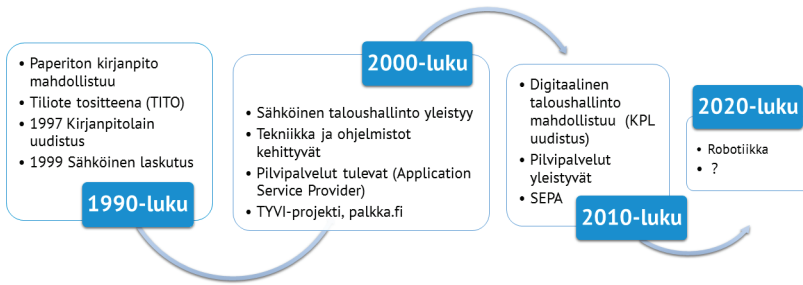 • Paperiton kirjanpito
mahdollistuu
• Tiliote tositteena (TITO)
• 1997 Kirjanpitolain
uudistus
• 1999 Sähköinen laskutus
1990-luku
2000-luku
• Sähköinen taloushallinto yleistyy
• Tekniikka ja ohjelmistot
kehittyvät
• Pilvipalvelut tulevat (Application
Service Provider)
• TYVI-projekti, palkka.fi
• Digitaalinen
taloushallinto
mahdollistuu (KPL
uudistus)
• Pilvipalvelut
yleistyvät
• SEPA
2010-luku
2020-luku
• Robotiikka
• ?